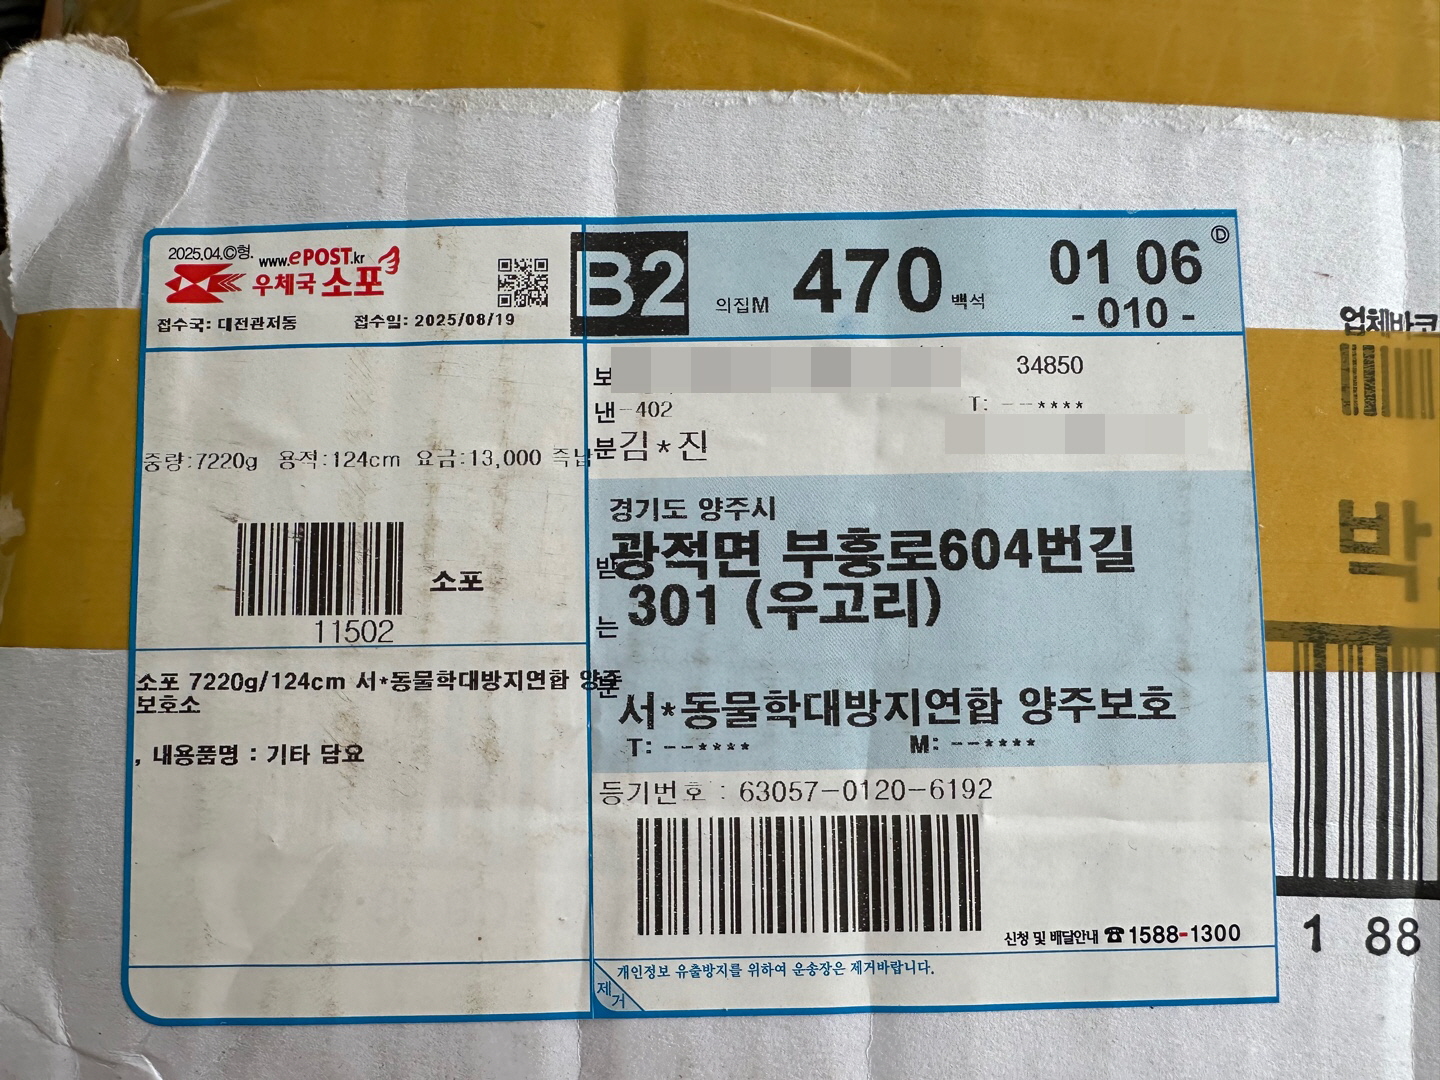 2025.04.ⓒ형.
www.ePOST.kr
우체국 소포
접수국: 대전관저동 접수일: 2025/08/19
B2 의집M 470 백석 01 06
- 010 -
Ⓓ
중량:7220g 용적:124cm 요금:13,000 즉납
소포
11502
소포 7220g/124cm 서*동물학대방지연합 양주
보호소
, 내용품명 : 기타 담요
보 34850
낸 -402 T: --****
분 김*진
경기도 양주시
받 광적면 부흥로604번길
는 301 (우고리)
분
서*동물학대방지연합 양주보호
T: --**** M: --****
등기번호 : 63057-0120-6192
신청 및 배달안내 ☎1588-1300
개인정보 유출방지를 위하여 운송장은 제거바랍니다.
제거
업체바코
박
1 88